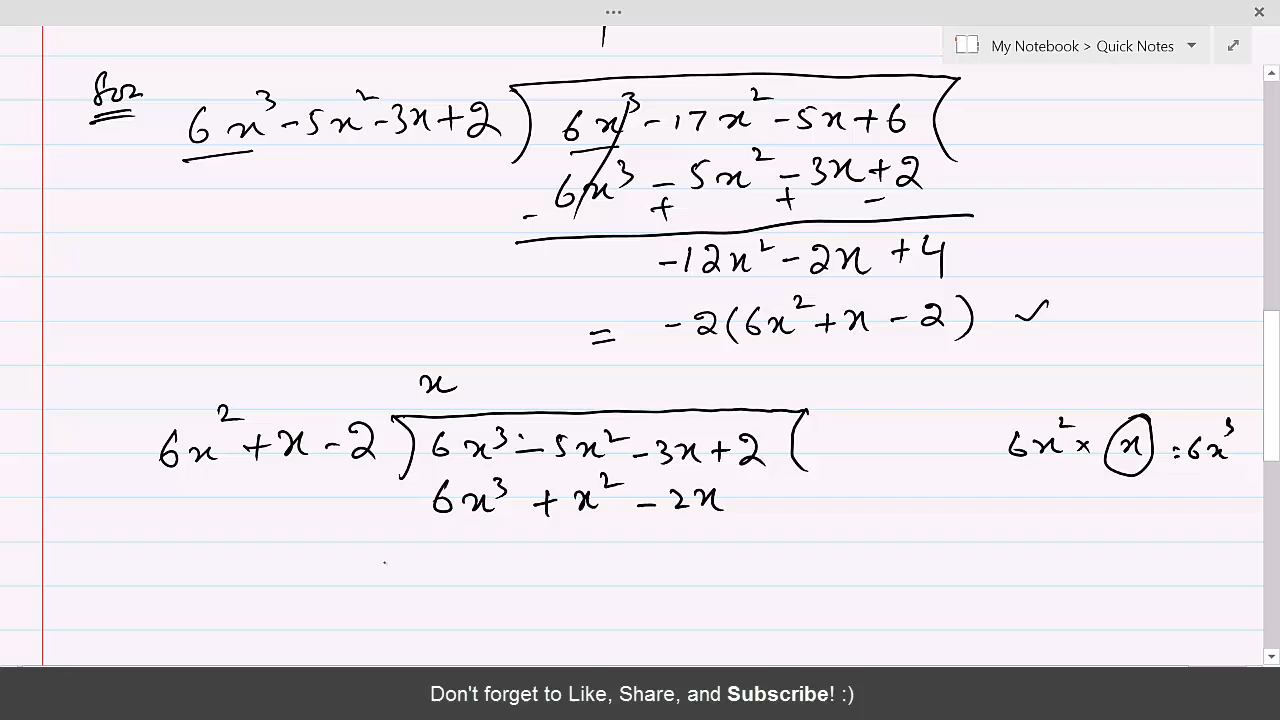 My Notebook > Quick Notes
6x³ - 5x² - 3x + 2 ) 6x³ - 17x² - 5x + 6 (
6x³ - 5x² - 3x + 2
- + + -
-12x² - 2x + 4
= -2(6x² + x - 2) ✓
x
6x² + x - 2 ) 6x³ - 5x² - 3x + 2 (
6x² × x = 6x³
6x³ + x² - 2x
Don't forget to Like, Share, and Subscribe! :)